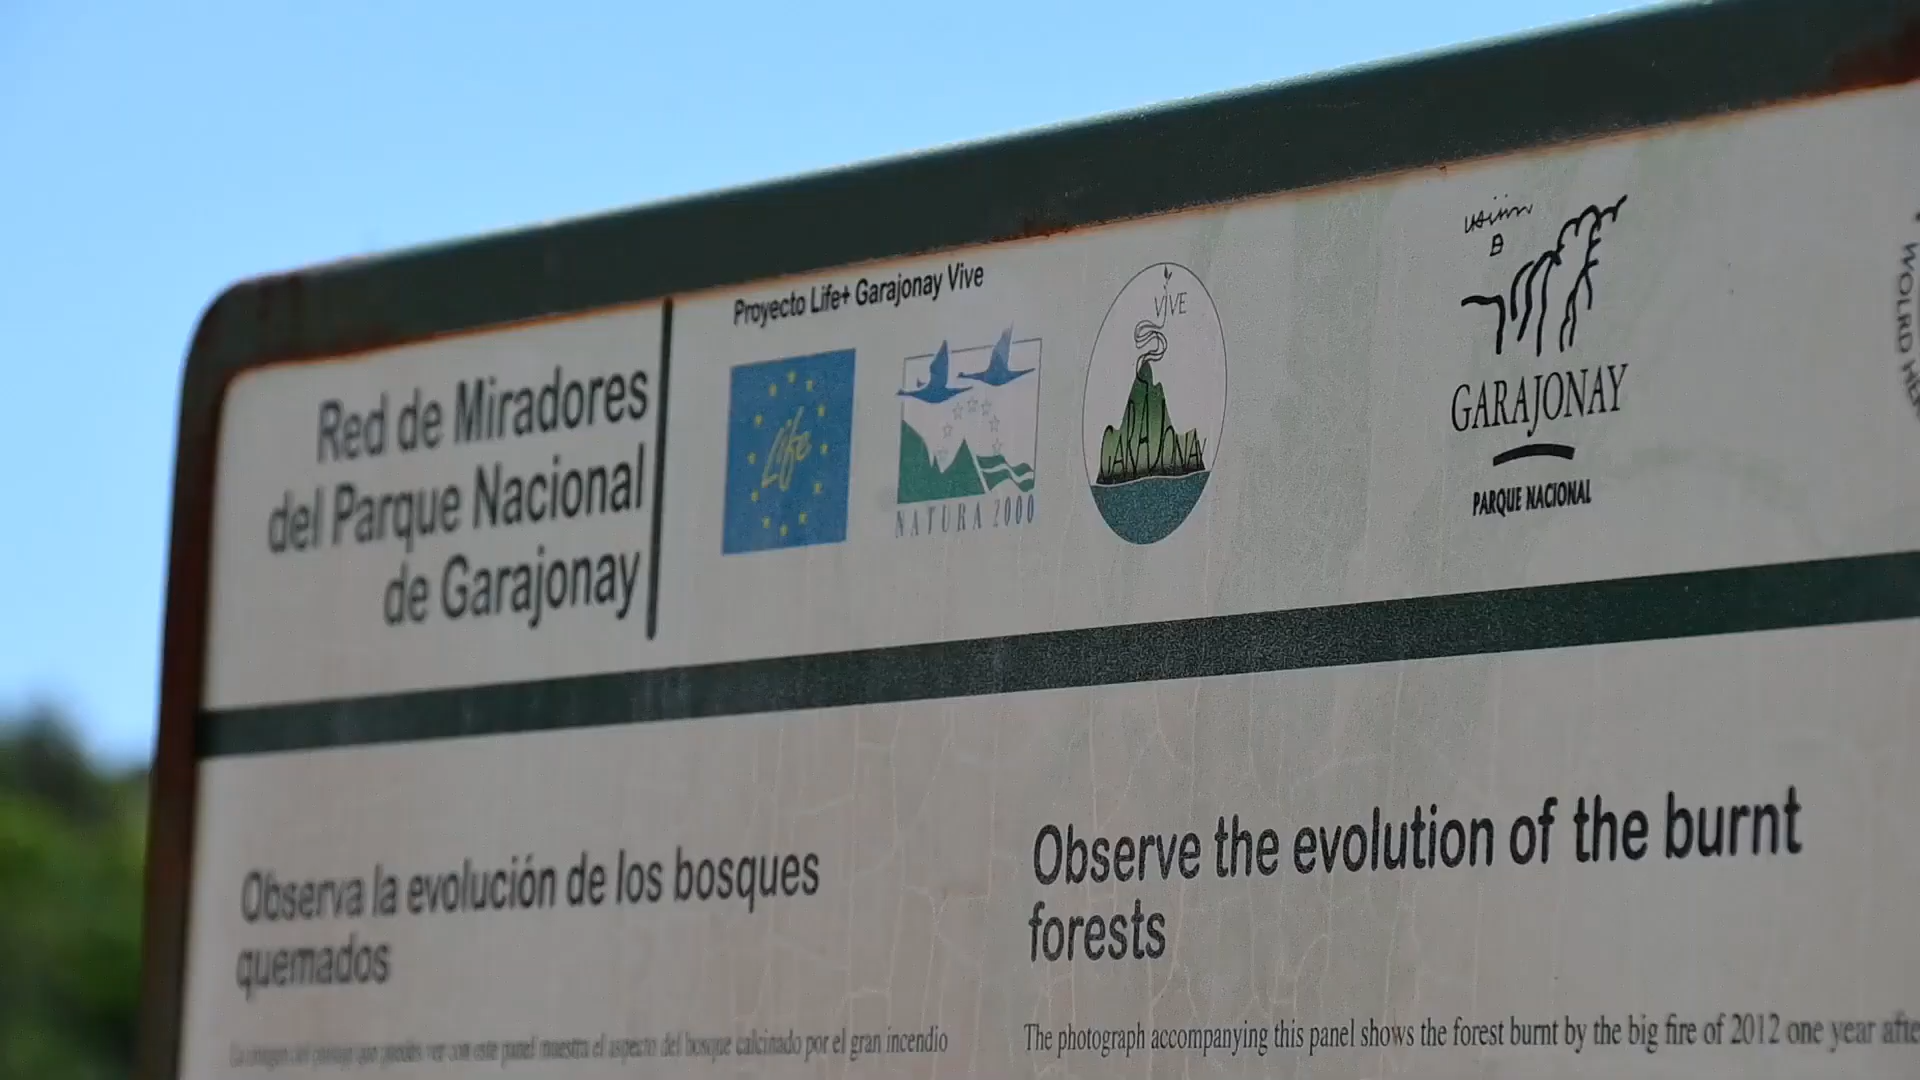 Red de Miradores
del Parque Nacional
de Garajonay
Proyecto Life+ Garajonay Vive
Life
NATURA 2000
VIVE
GARAJONAY
GARAJONAY
PARQUE NACIONAL
WOLRD HE
Observa la evolución de los bosques
quemados
La imagen del paisaje que puedes ver con este panel muestra el aspecto del bosque calcinado por el gran incendio
Observe the evolution of the burnt
forests
The photograph accompanying this panel shows the forest burnt by the big fire of 2012 one year afte